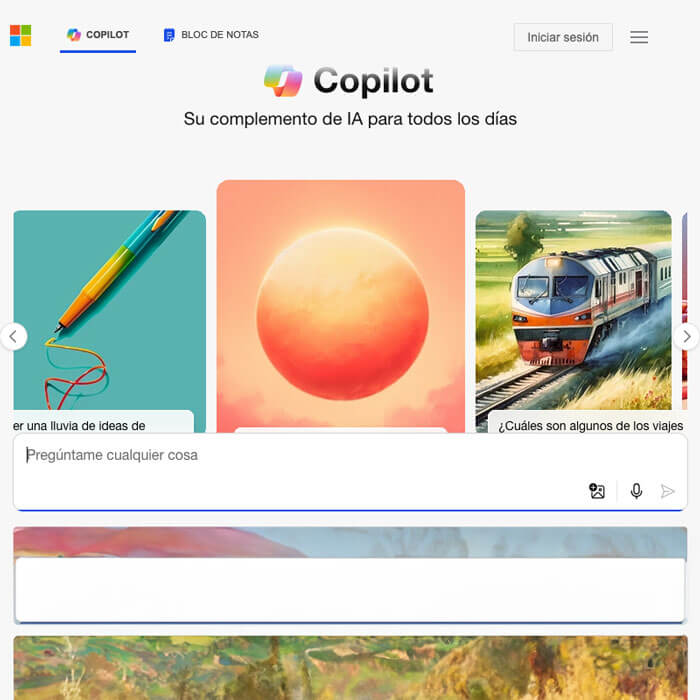 COPILOT
BLOC DE NOTAS
Iniciar sesión
Copilot
Su complemento de IA para todos los días
er una lluvia de ideas de
¿Cuáles son algunos de los viajes
Pregúntame cualquier cosa